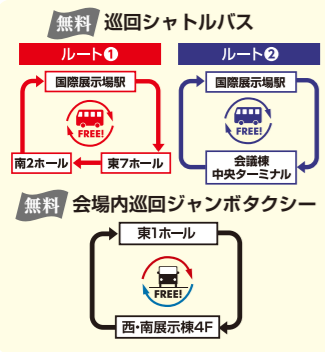 無料 巡回シャトルバス
ルート❶
国際展示場駅
FREE!
南2ホール
東7ホール
ルート❷
国際展示場駅
FREE!
会議棟
中央ターミナル
無料 会場内巡回ジャンボタクシー
東1ホール
FREE!
西・南展示棟4F